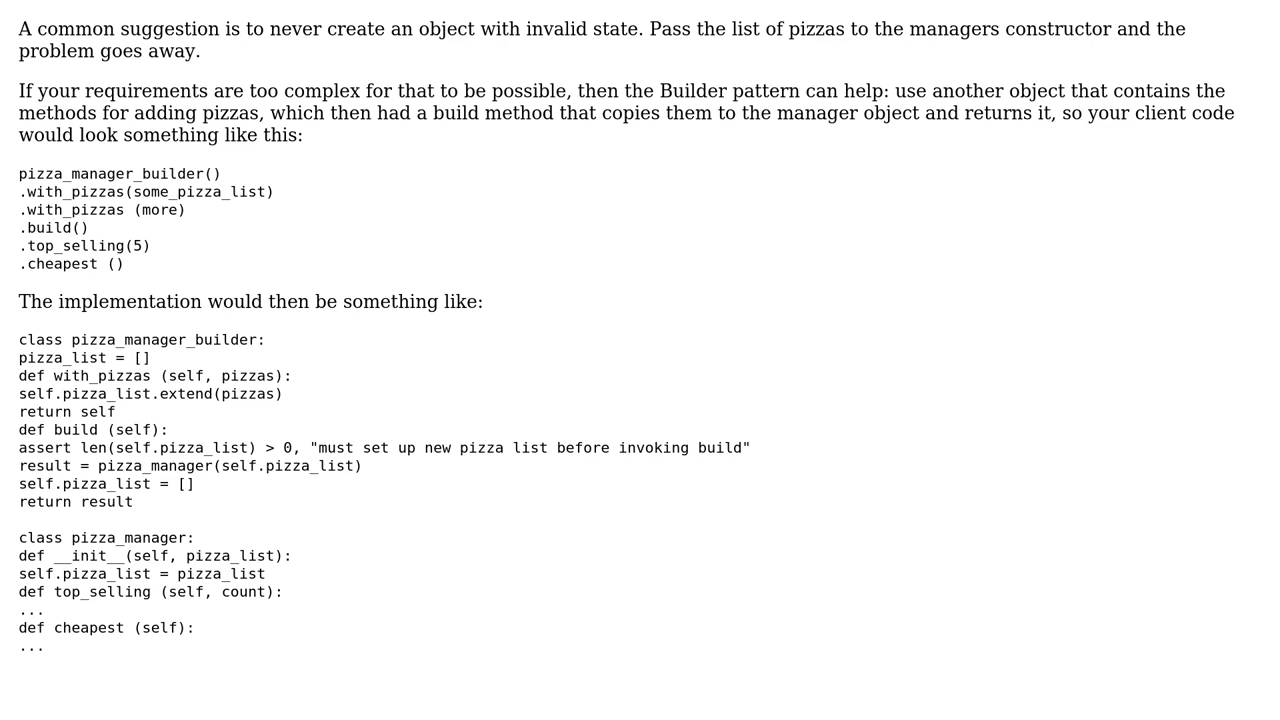 A common suggestion is to never create an object with invalid state. Pass the list of pizzas to the managers constructor and the
problem goes away.
If your requirements are too complex for that to be possible, then the Builder pattern can help: use another object that contains the
methods for adding pizzas, which then had a build method that copies them to the manager object and returns it, so your client code
would look something like this:
pizza_manager_builder()
.with_pizzas(some_pizza_list)
.with_pizzas (more)
.build()
.top_selling(5)
.cheapest ()
The implementation would then be something like:
class pizza_manager_builder:
pizza_list = []
def with_pizzas (self, pizzas):
self.pizza_list.extend(pizzas)
return self
def build (self):
assert len(self.pizza_list) > 0, "must set up new pizza list before invoking build"
result = pizza_manager(self.pizza_list)
self.pizza_list = []
return result
class pizza_manager:
def __init__(self, pizza_list):
self.pizza_list = pizza_list
def top_selling (self, count):
...
def cheapest (self):
...